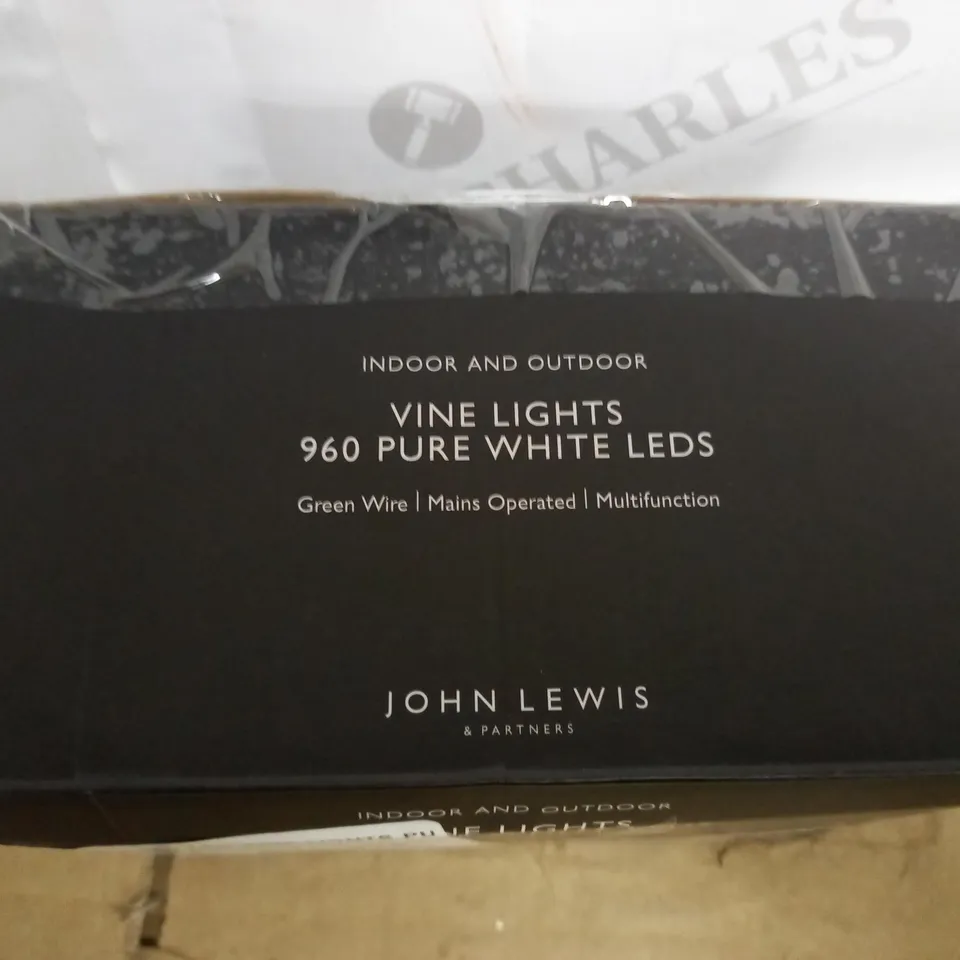 CHARLES
INDOOR AND OUTDOOR
VINE LIGHTS
960 PURE WHITE LEDS
Green Wire | Mains Operated | Multifunction
JOHN LEWIS
& PARTNERS
INDOOR AND OUTDOOR
LIGHTS